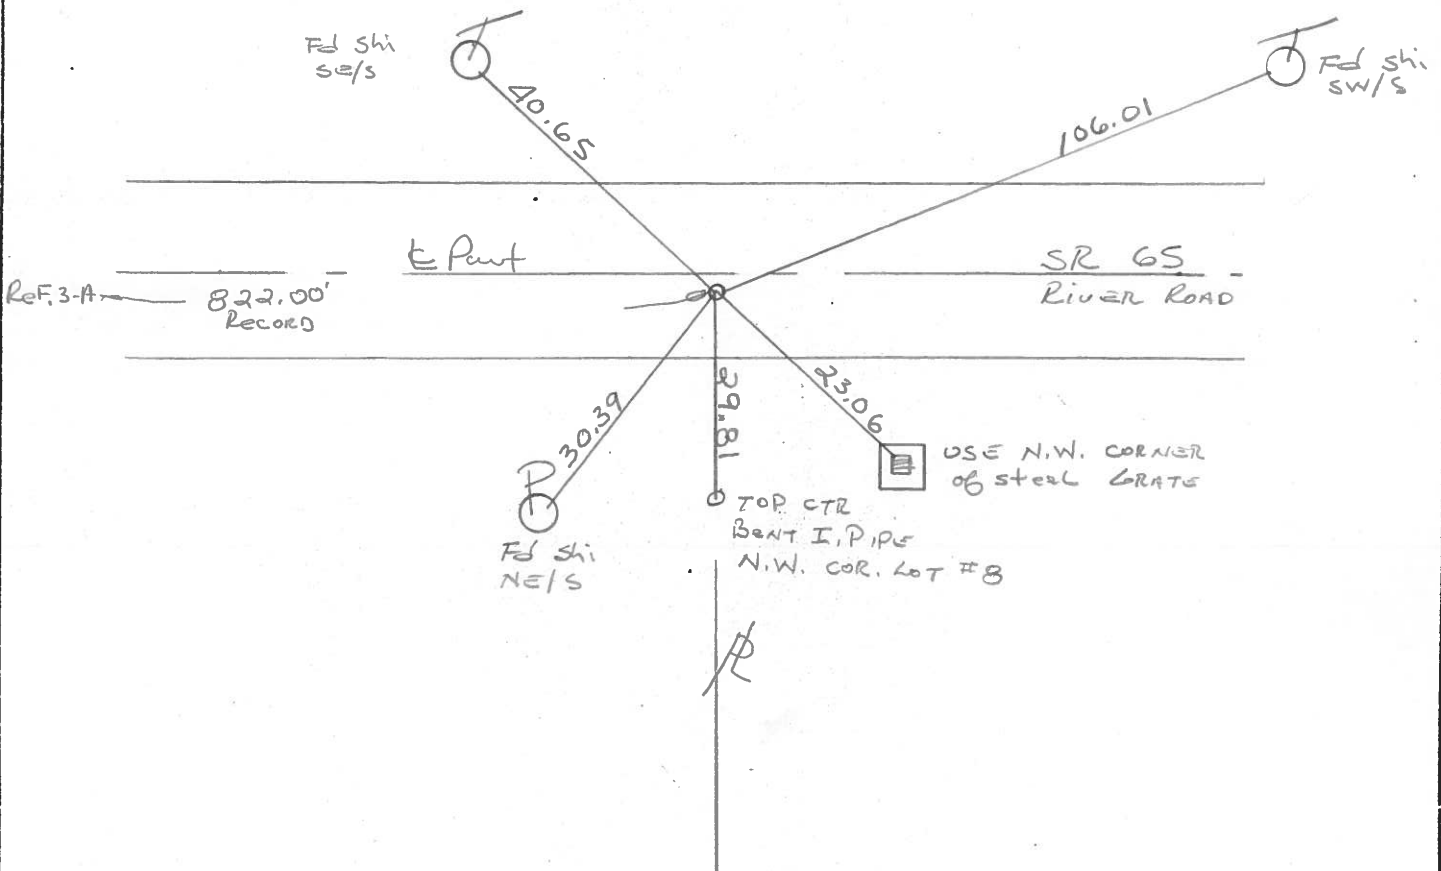 Fd Shi
SE/S
Fd Shi
SW/S
40.65
106.01
℄ Pavt
SR 65
RIVER ROAD
REF. 3-A
822.00'
RECORD
30.39
29.81
23.06
P
USE N.W. CORNER
of steel GRATE
TOP CTR
BENT I. PIPE
N.W. COR. LOT #8
Fd Shi
NE/S
PL